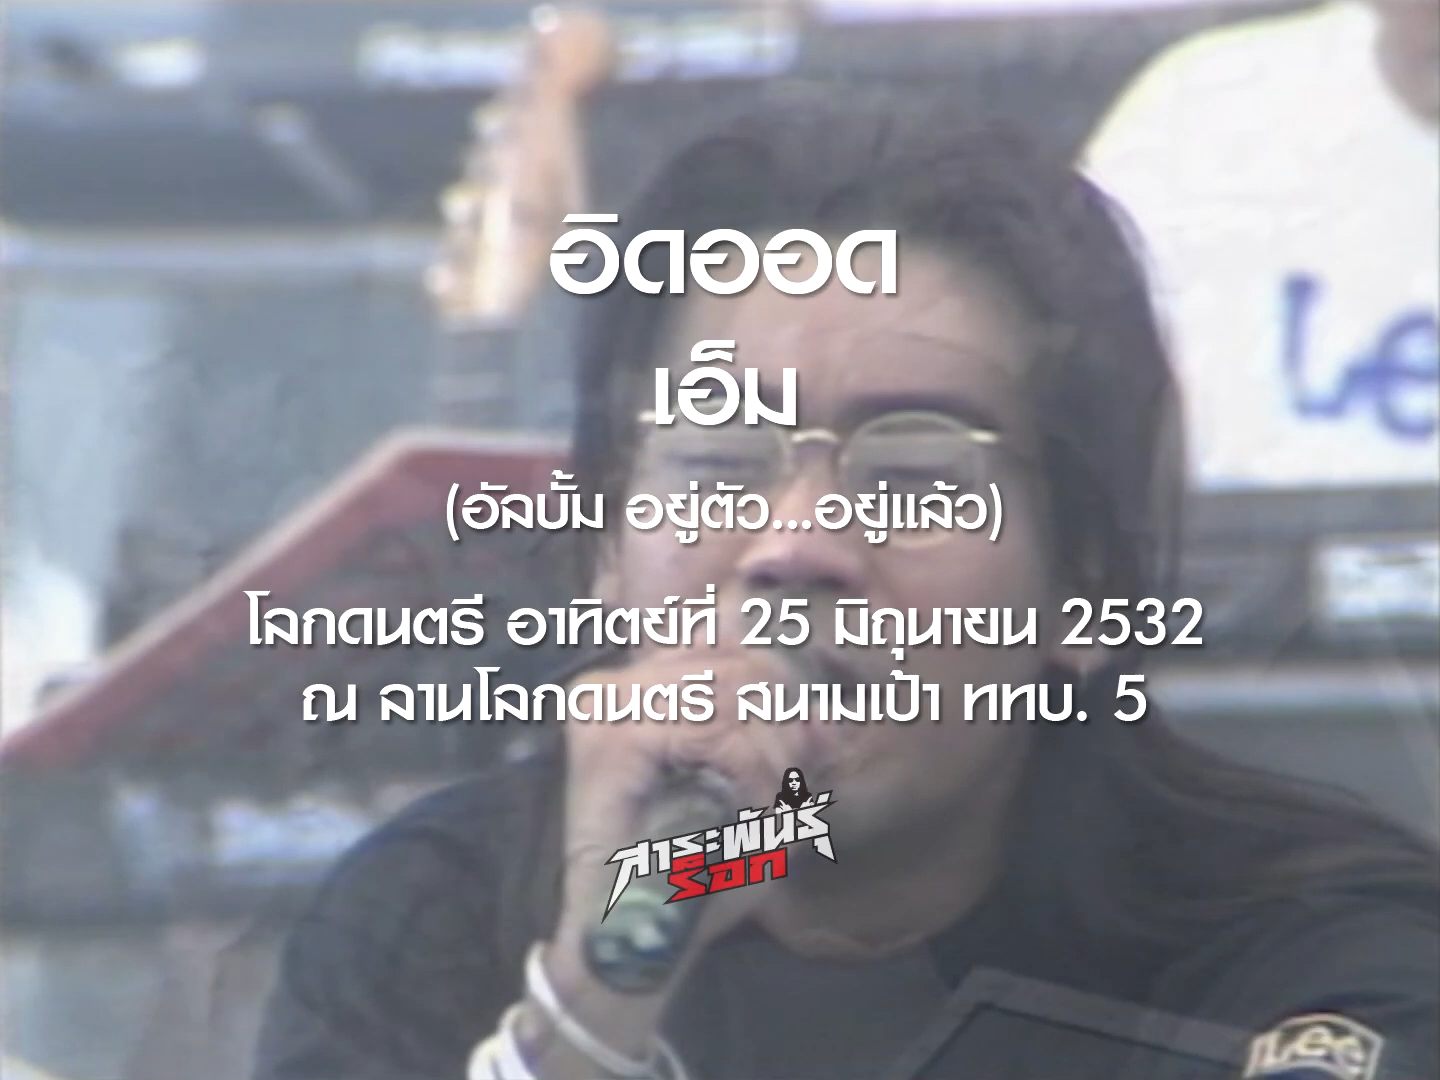 อิดออด
เอ็ม
(อัลบั้ม อยู่ตัว...อยู่แล้ว)
โลกดนตรี อาทิตย์ที่ 25 มิถุนายน 2532
ณ ลานโลกดนตรี สนามเป้า ททบ. 5
สาระพันธุ์
ร็อก
Lee